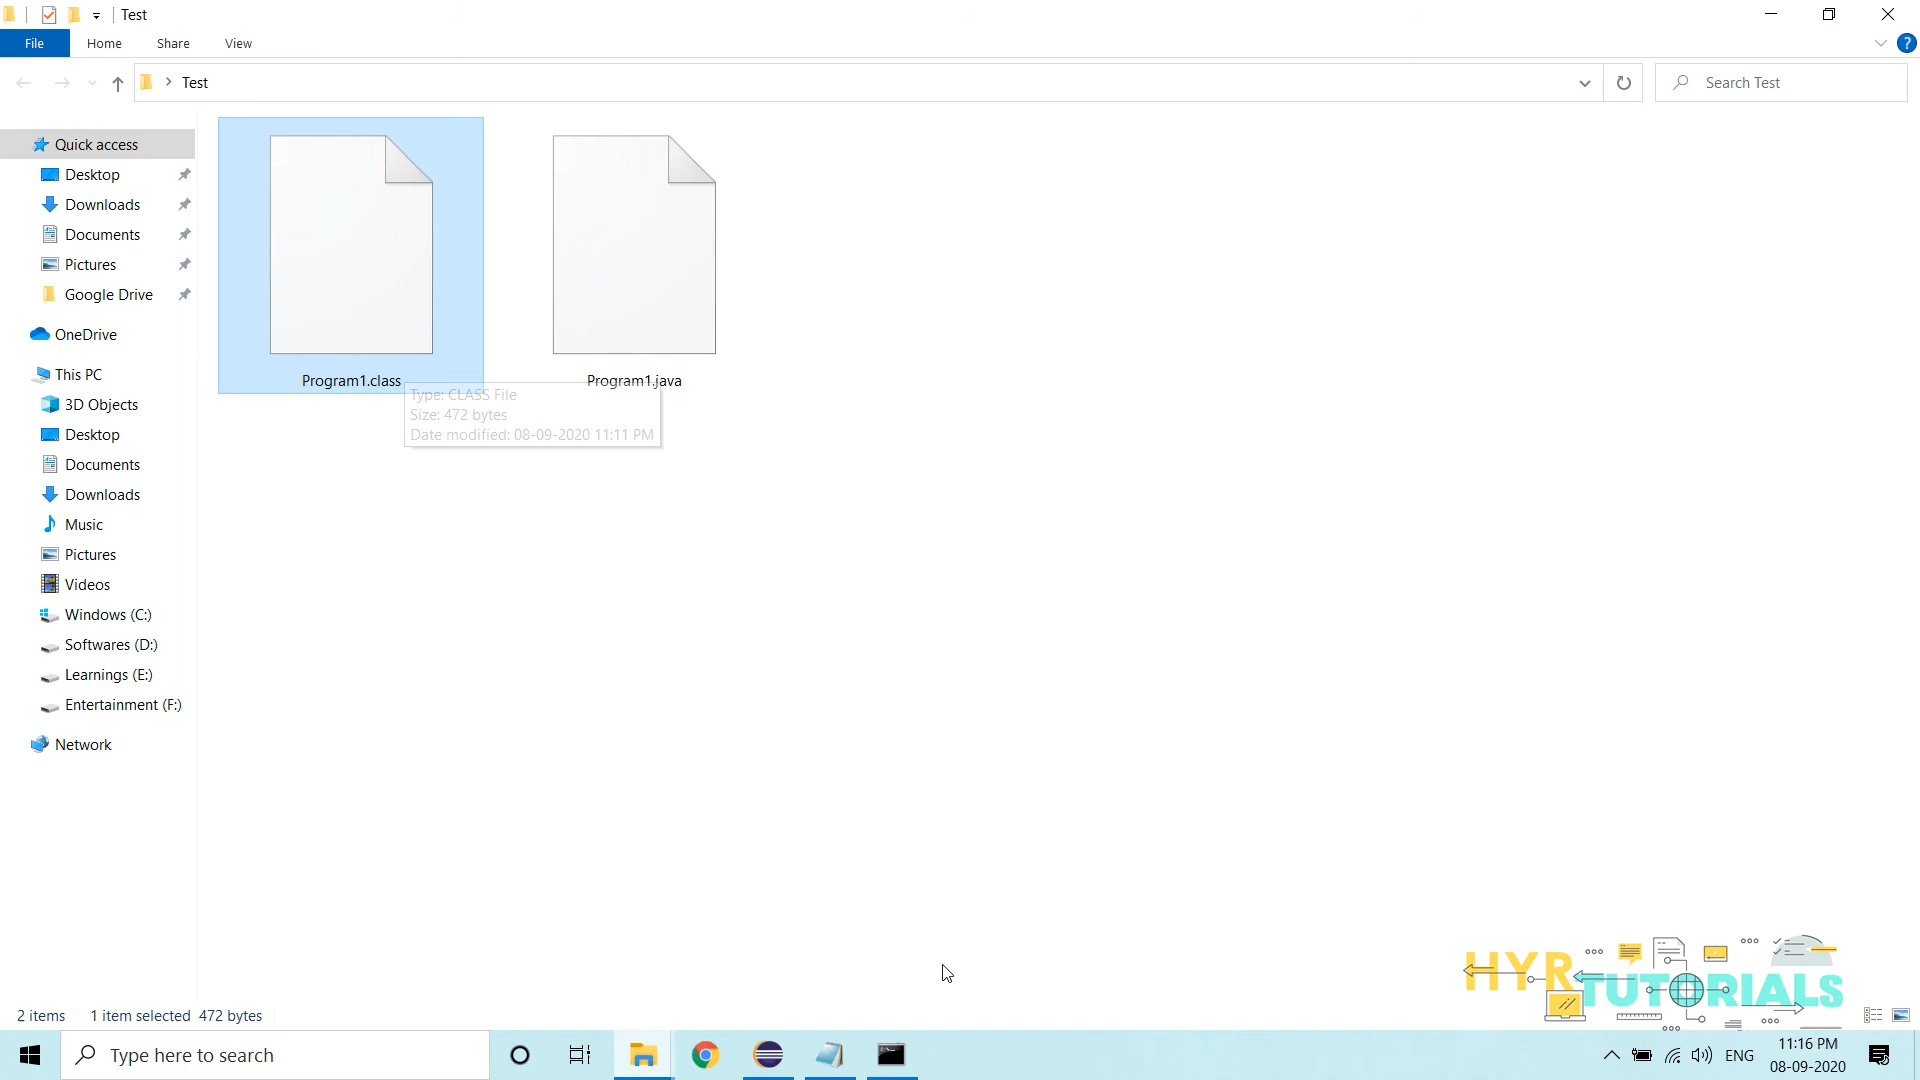 Test
File
Home
Share
View
Test
Search Test
Quick access
Desktop
Downloads
Documents
Pictures
Google Drive
OneDrive
This PC
3D Objects
Desktop
Documents
Downloads
Music
Pictures
Videos
Windows (C:)
Softwares (D:)
Learnings (E:)
Entertainment (F:)
Network
Program1.class
Program1.java
Type: CLASS File
Size: 472 bytes
Date modified: 08-09-2020 11:11 PM
HYR
TUTORIALS
2 items
1 item selected 472 bytes
Type here to search
ENG
11:16 PM
08-09-2020